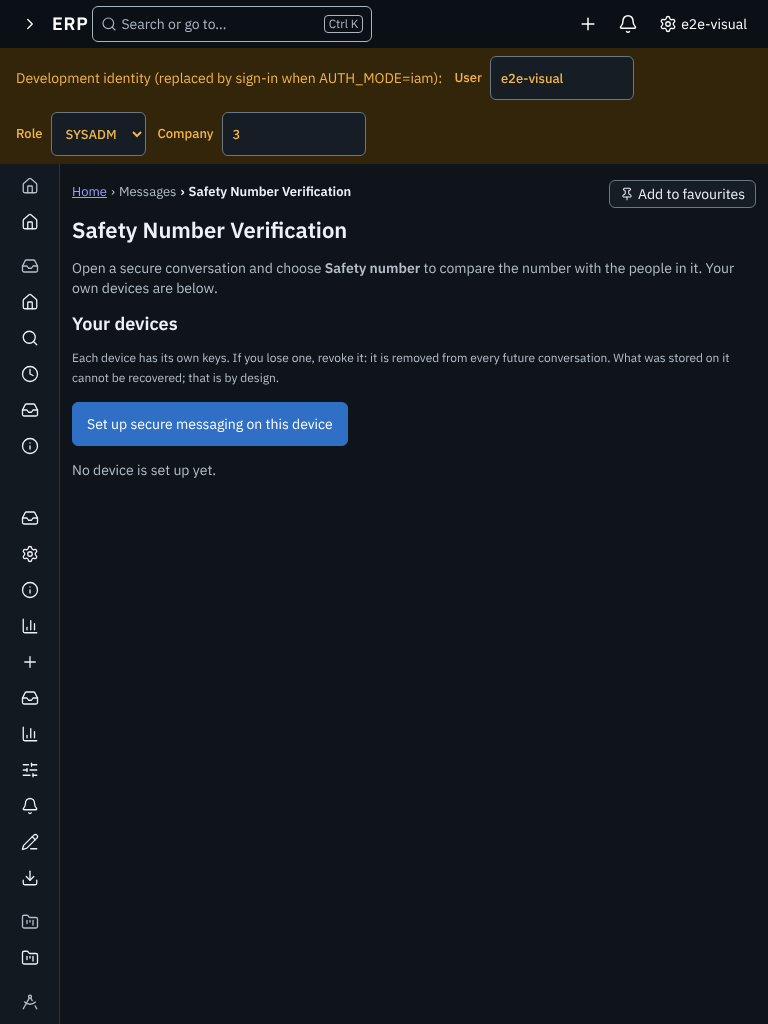 ERP
Search or go to...
Ctrl K
e2e-visual
Development identity (replaced by sign-in when AUTH_MODE=iam):
User
e2e-visual
Role
SYSADM
Company
3
Home › Messages › Safety Number Verification
Add to favourites
Safety Number Verification
Open a secure conversation and choose Safety number to compare the number with the people in it. Your
own devices are below.
Your devices
Each device has its own keys. If you lose one, revoke it: it is removed from every future conversation. What was stored on it
cannot be recovered; that is by design.
Set up secure messaging on this device
No device is set up yet.